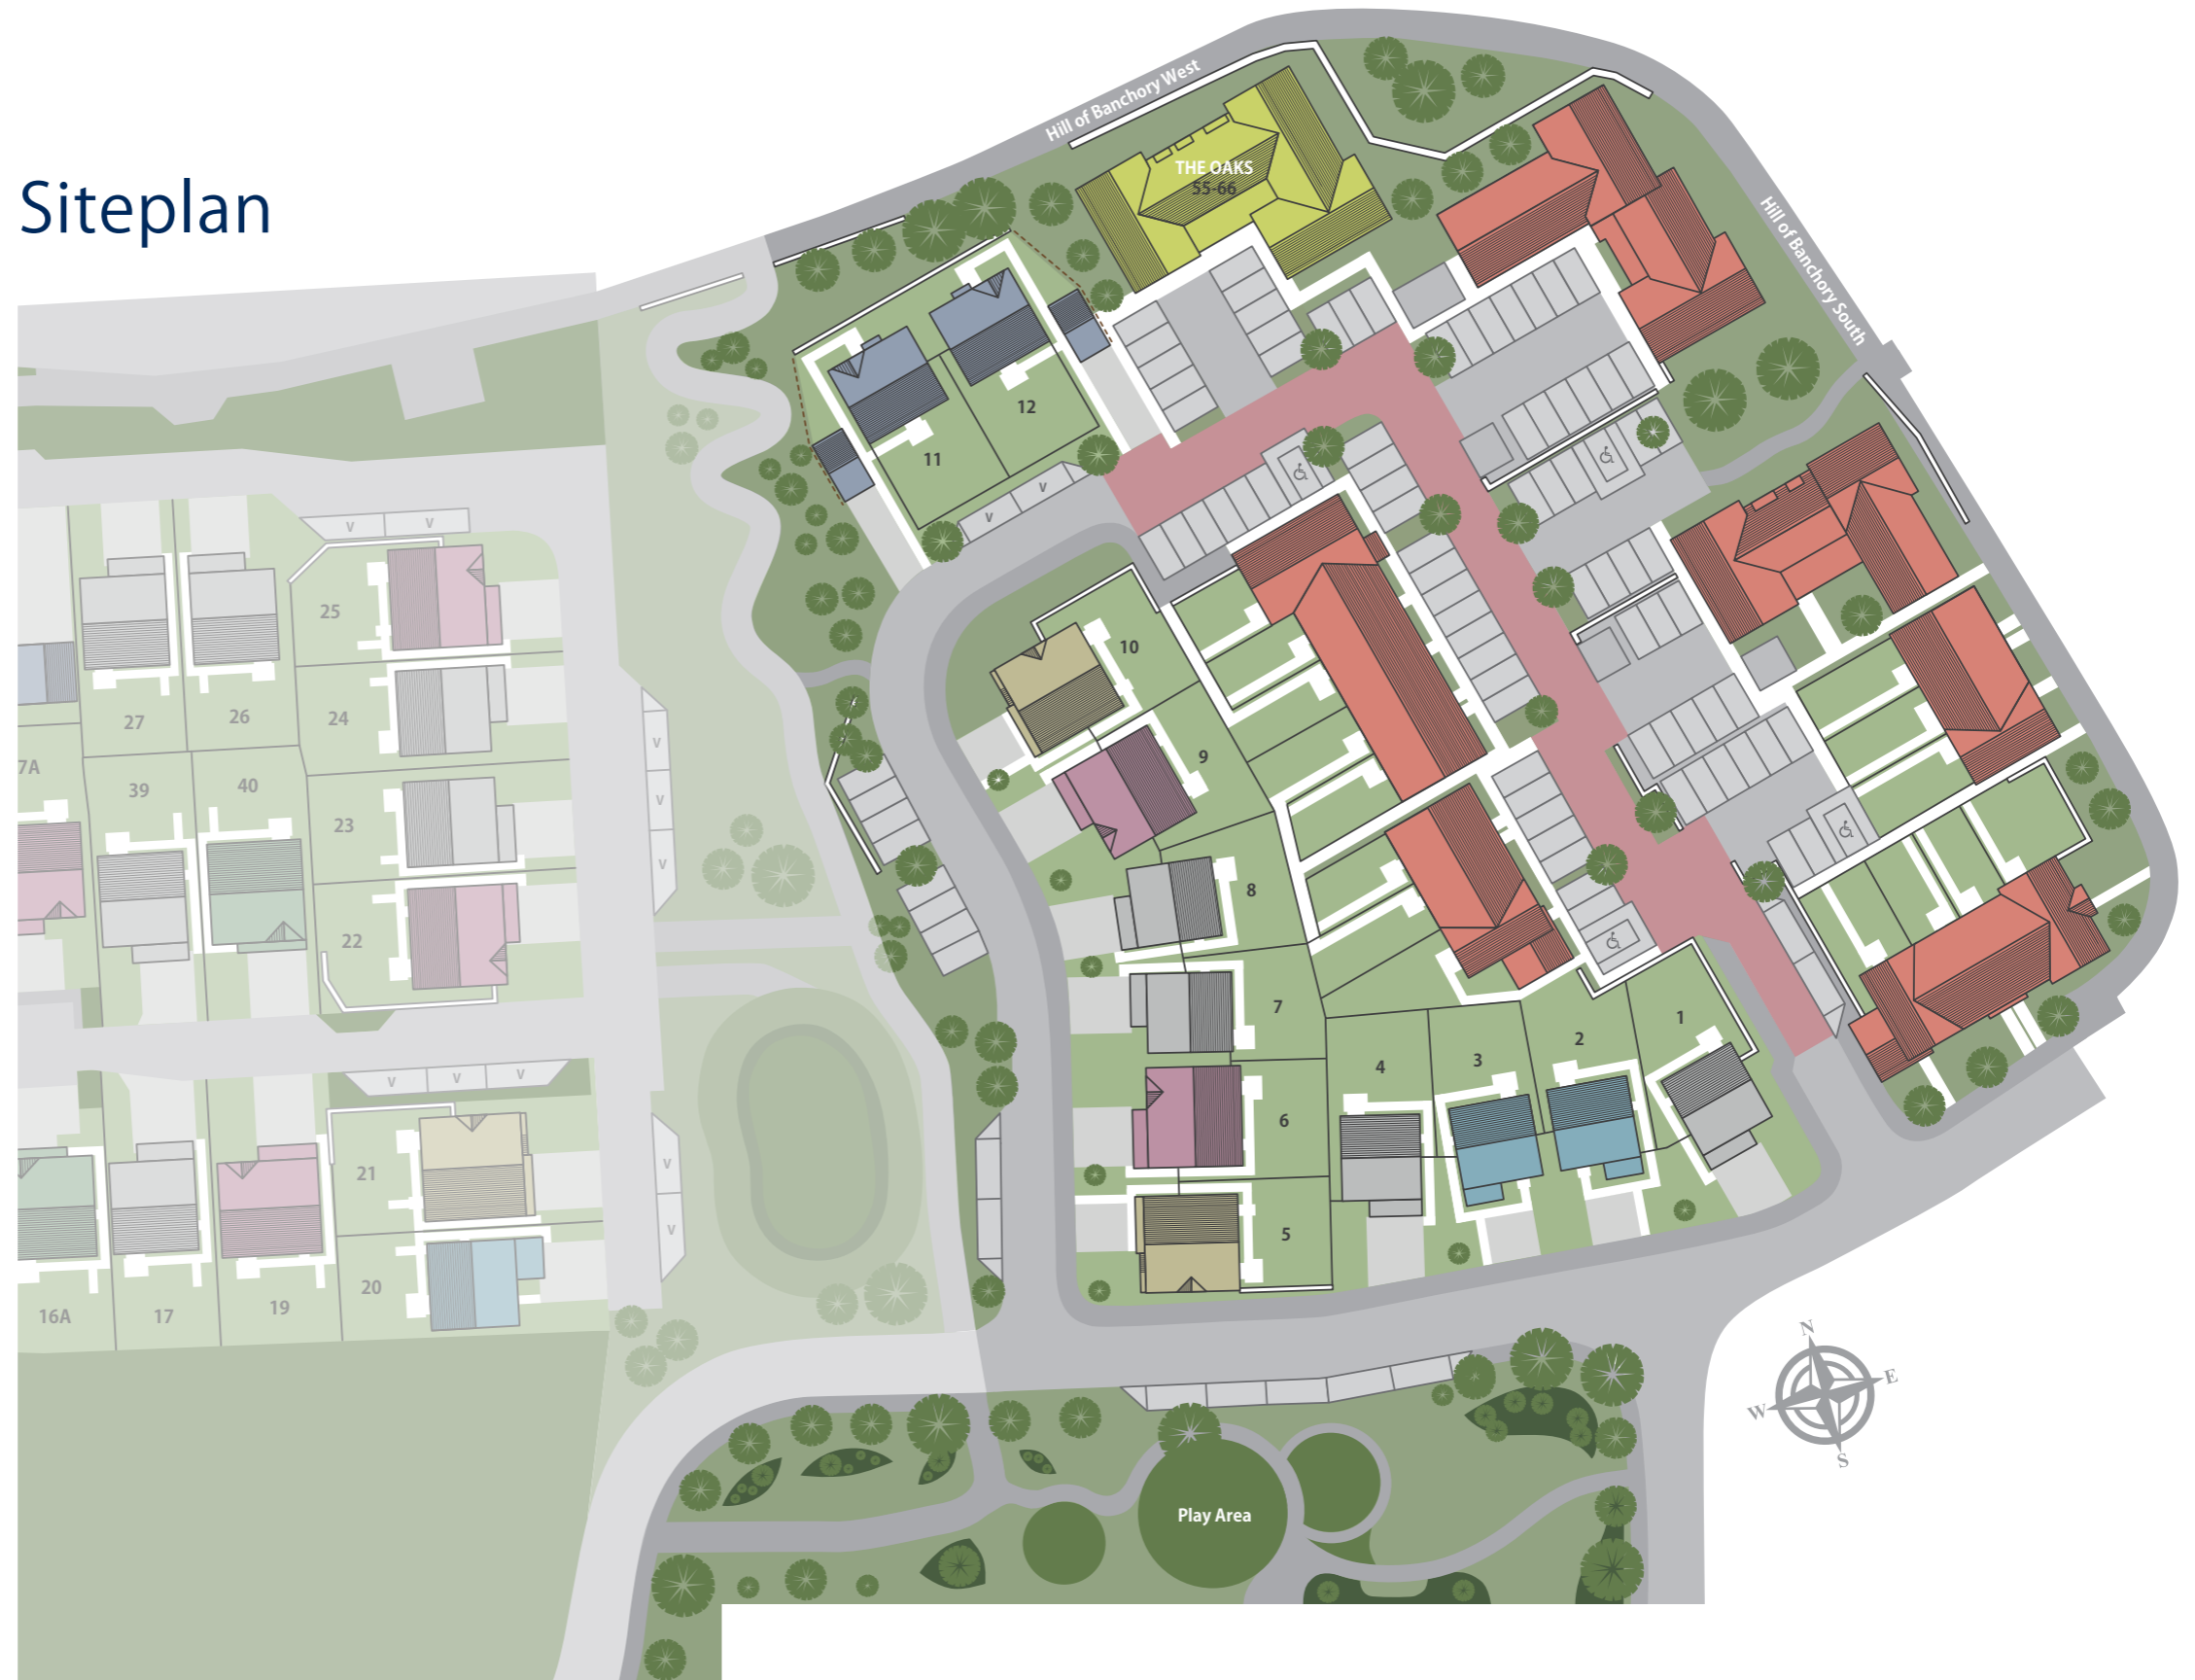 Siteplan
Hill of Banchory West
THE OAKS
55-66
Hill of Banchory South
12
11
V
V
V
V
25
10
27
26
24
V
9
7A
39
40
V
23
V
8
22
7
1
2
3
4
V
V
V
6
V
21
V
5
20
16A
17
19
N
E
W
S
Play Area